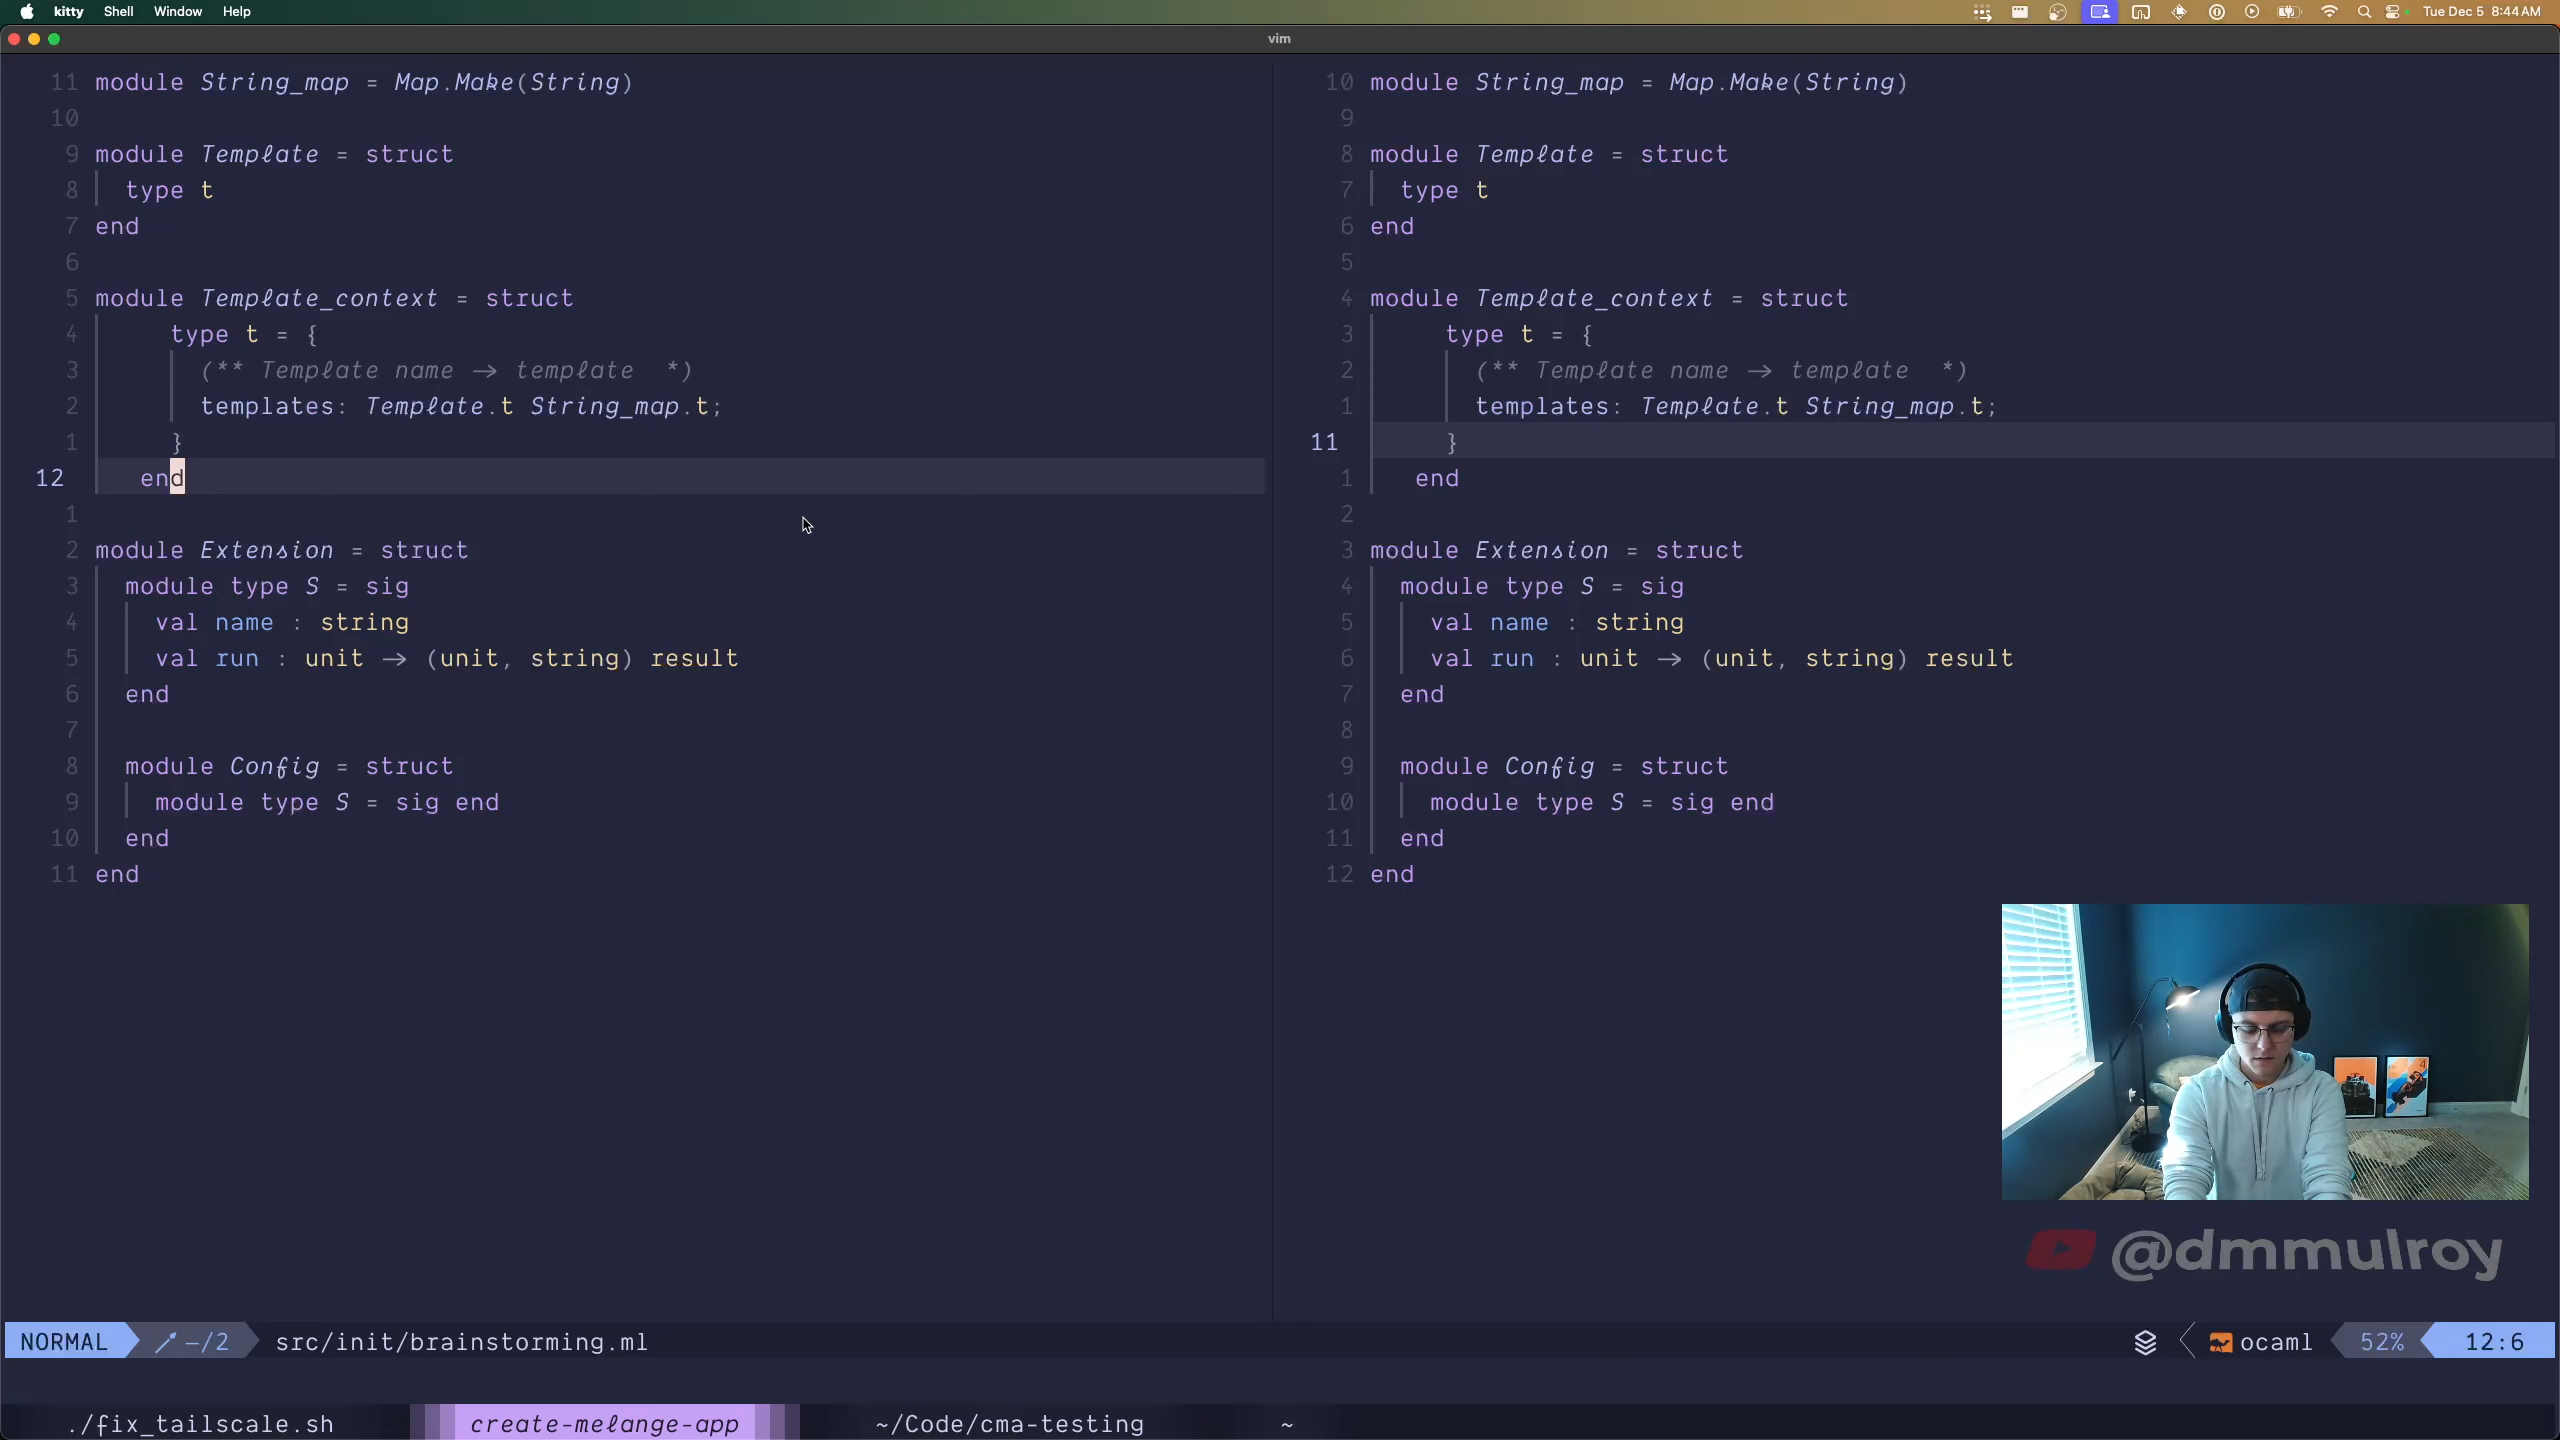 kitty Shell Window Help
Tue Dec 5 8:44 AM
vim
11 module String_map = Map.Make(String)
10
9 module Template = struct
8 type t
7 end
6
5 module Template_context = struct
4 type t = {
3 (** Template name -> template *)
2 templates: Template.t String_map.t;
1 }
12 end
1
2 module Extension = struct
3 module type S = sig
4 val name : string
5 val run : unit -> (unit, string) result
6 end
7
8 module Config = struct
9 module type S = sig end
10 end
11 end
10 module String_map = Map.Make(String)
9
8 module Template = struct
7 type t
6 end
5
4 module Template_context = struct
3 type t = {
2 (** Template name -> template *)
1 templates: Template.t String_map.t;
11 }
1 end
2
3 module Extension = struct
4 module type S = sig
5 val name : string
6 val run : unit -> (unit, string) result
7 end
8
9 module Config = struct
10 module type S = sig end
11 end
12 end
@dmmulroy
NORMAL –/2 src/init/brainstorming.ml ocaml 52% 12:6
./fix_tailscale.sh create-melange-app ~/Code/cma-testing ~